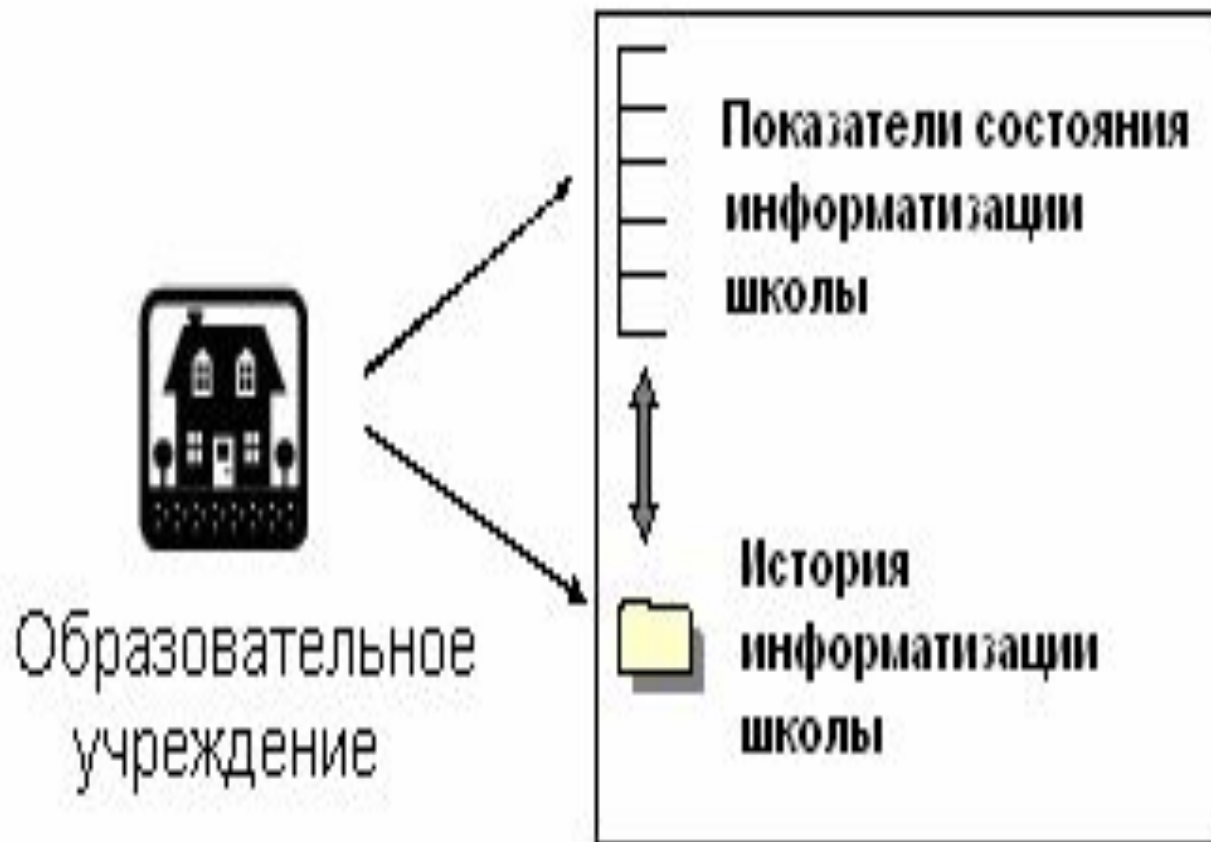 Показатели состояния
информатизации
школы
История
информатизации
школы
Образовательное
учреждение